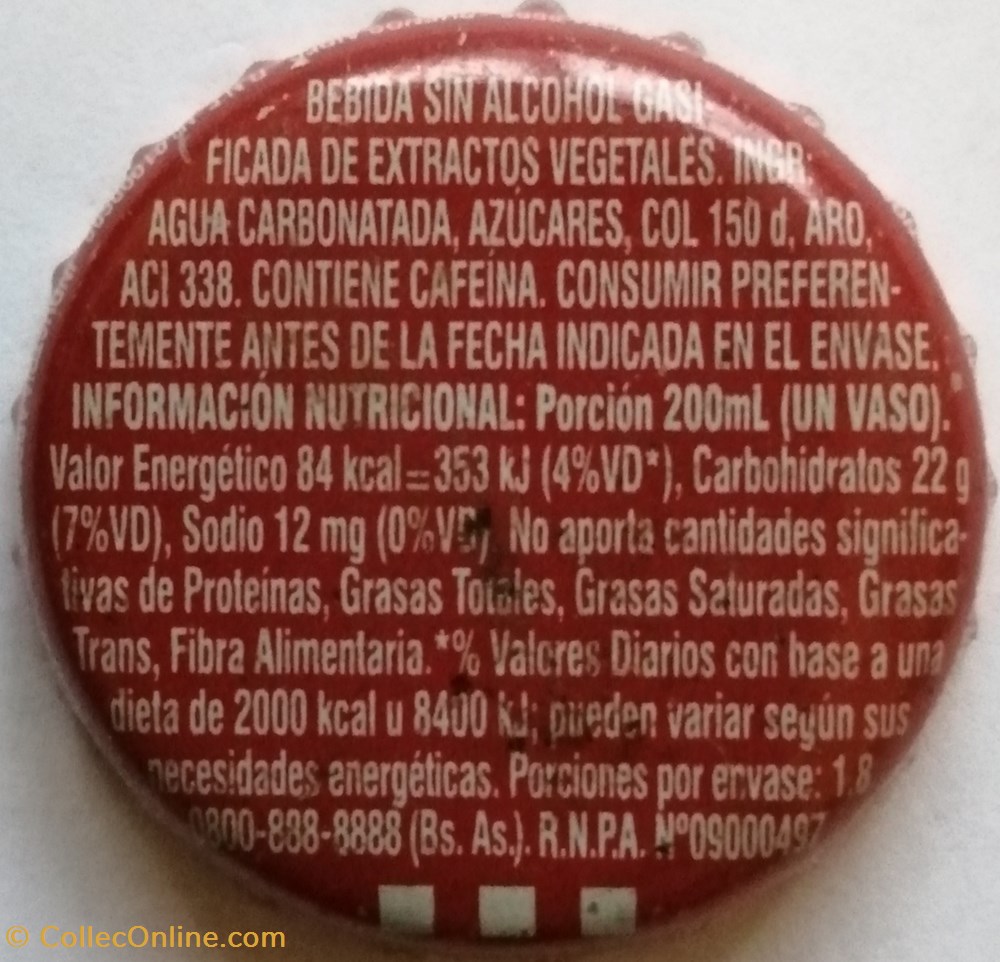 BEBIDA SIN ALCOHOL GASI-
FICADA DE EXTRACTOS VEGETALES. INGR:
AGUA CARBONATADA, AZÚCARES, COL 150 d, ARO,
ACI 338. CONTIENE CAFEÍNA. CONSUMIR PREFEREN-
TEMENTE ANTES DE LA FECHA INDICADA EN EL ENVASE.
INFORMACIÓN NUTRICIONAL: Porción 200mL (UN VASO).
Valor Energético 84 kcal=353 kJ (4%VD*), Carbohidratos 22 g
(7%VD), Sodio 12 mg (0%VD). No aporta cantidades significa-
tivas de Proteínas, Grasas Totales, Grasas Saturadas, Grasas
Trans, Fibra Alimentaria. *% Valores Diarios con base a una
dieta de 2000 kcal u 8400 kJ; pueden variar según sus
necesidades energéticas. Porciones por envase: 1.8
0800-888-8888 (Bs. As.). R.N.P.A. Nº09000497
© CollecOnline.com